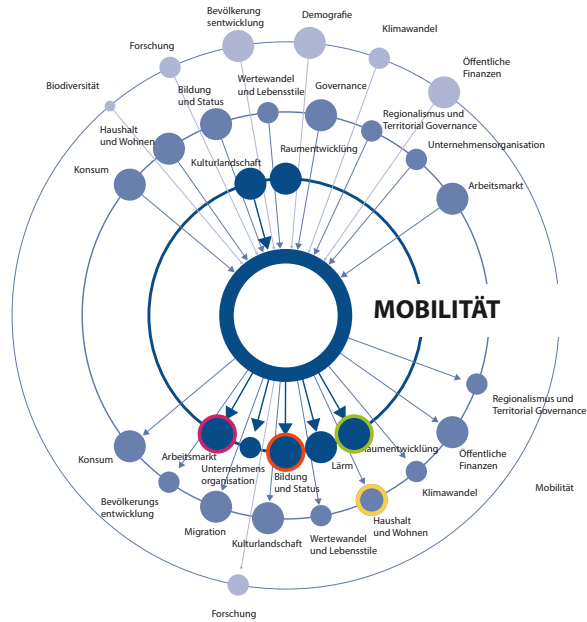 Bevölkerung
sentwicklung
Demografie
Klimawandel
Forschung
Öffentliche
Finanzen
Biodiversität
Bildung
und Status
Wertewandel
und Lebensstile
Governance
Haushalt
und Wohnen
Regionalismus und
Territorial Governance
Raumentwicklung
Unternehmensorganisation
Kulturlandschaft
Konsum
Arbeitsmarkt
MOBILITÄT
Regionalismus und
Territorial Governance
Konsum
Arbeitsmarkt
Unternehmens
organisation
Bildung
und Status
Lärm
Raumentwicklung
Öffentliche
Finanzen
Mobilität
Bevölkerungs
entwicklung
Klimawandel
Migration
Kulturlandschaft
Wertewandel
und Lebensstile
Haushalt
und Wohnen
Forschung